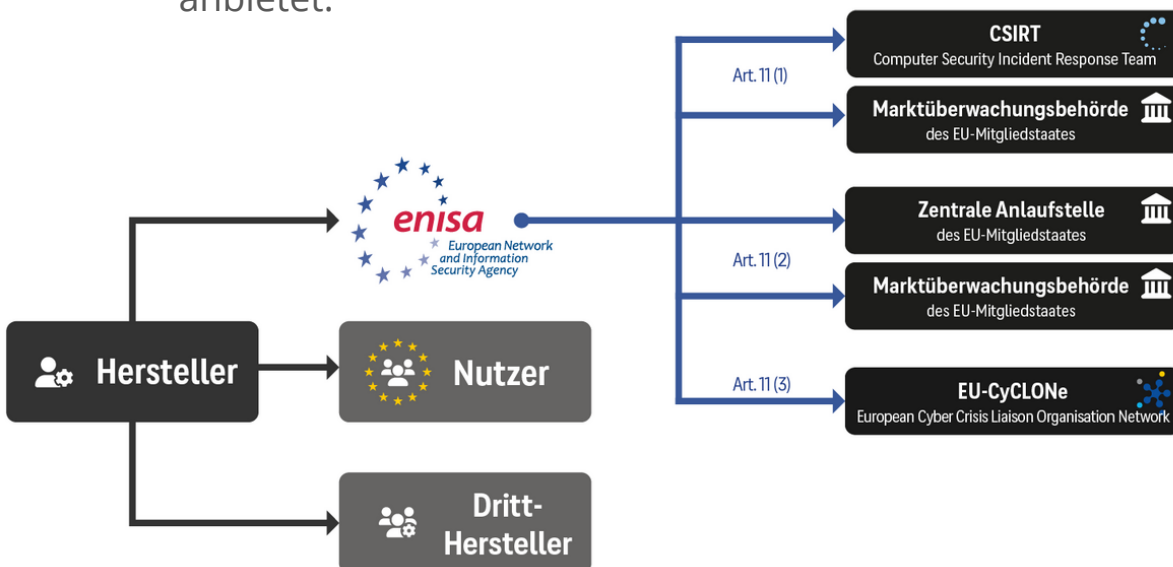 anbietet.
CSIRT
Computer Security Incident Response Team
Art. 11 (1)
Marktüberwachungsbehörde
des EU-Mitgliedstaates
enisa
European Network
and Information
Security Agency
Zentrale Anlaufstelle
des EU-Mitgliedstaates
Art. 11 (2)
Marktüberwachungsbehörde
des EU-Mitgliedstaates
Hersteller
Nutzer
Art. 11 (3)
EU-CyCLONe
European Cyber Crisis Liaison Organisation Network
Dritt-
Hersteller